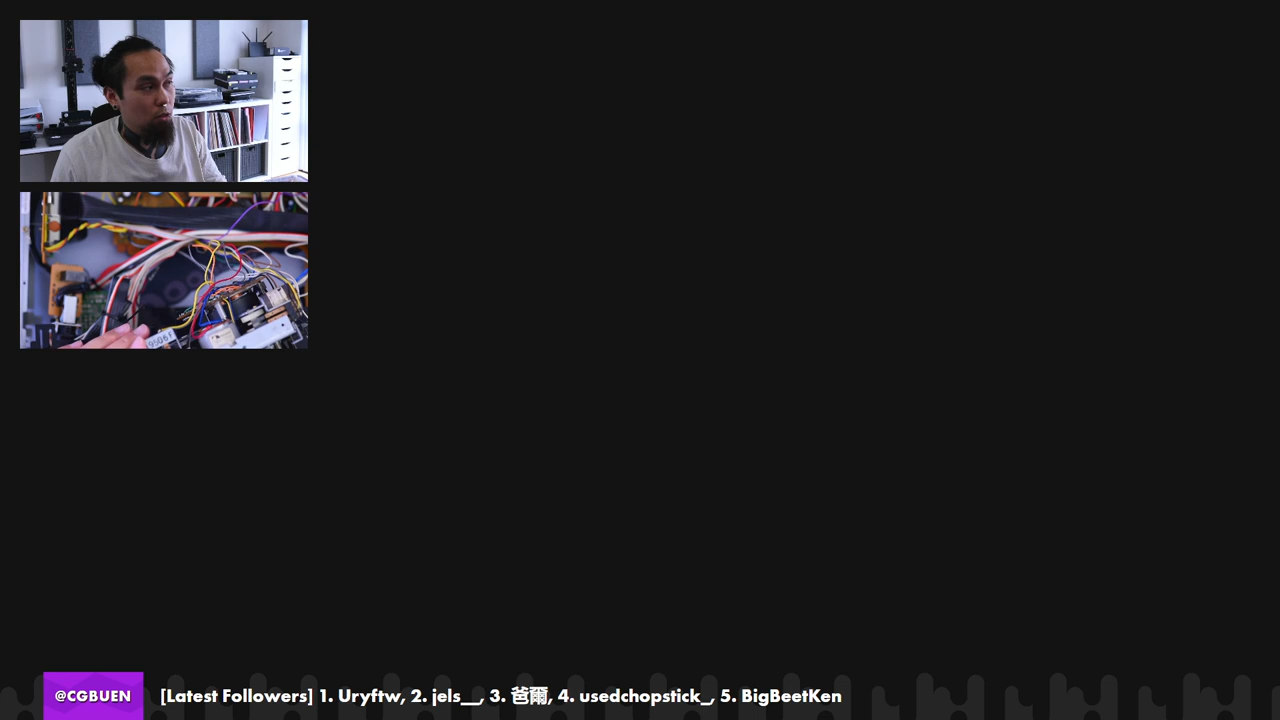 @CGBUEN
[Latest Followers] 1. Uryftw, 2. jels__, 3. 爸爾, 4. usedchopstick_, 5. BigBeetKen